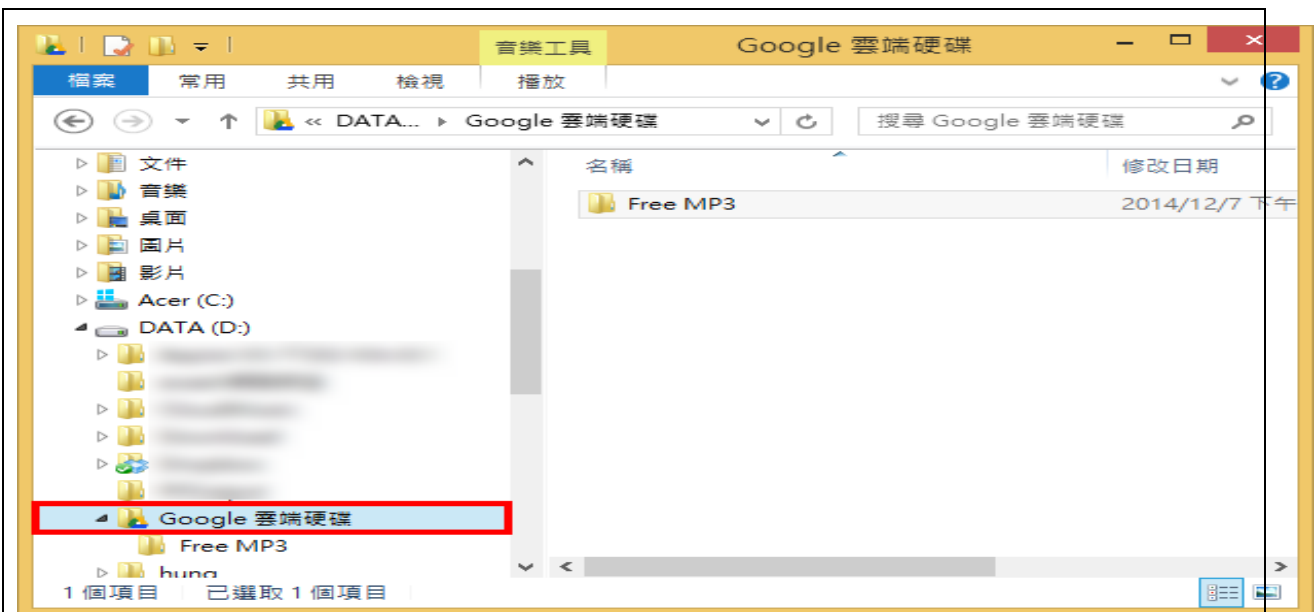 音樂工具 Google 雲端硬碟
檔案 常用 共用 檢視 播放
« DATA... Google 雲端硬碟 搜尋 Google 雲端硬碟
名稱 修改日期
Free MP3 2014/12/7 下午
文件
音樂
桌面
圖片
影片
Acer (C:)
DATA (D:)
Google 雲端硬碟
Free MP3
hung
1 個項目 已選取 1 個項目